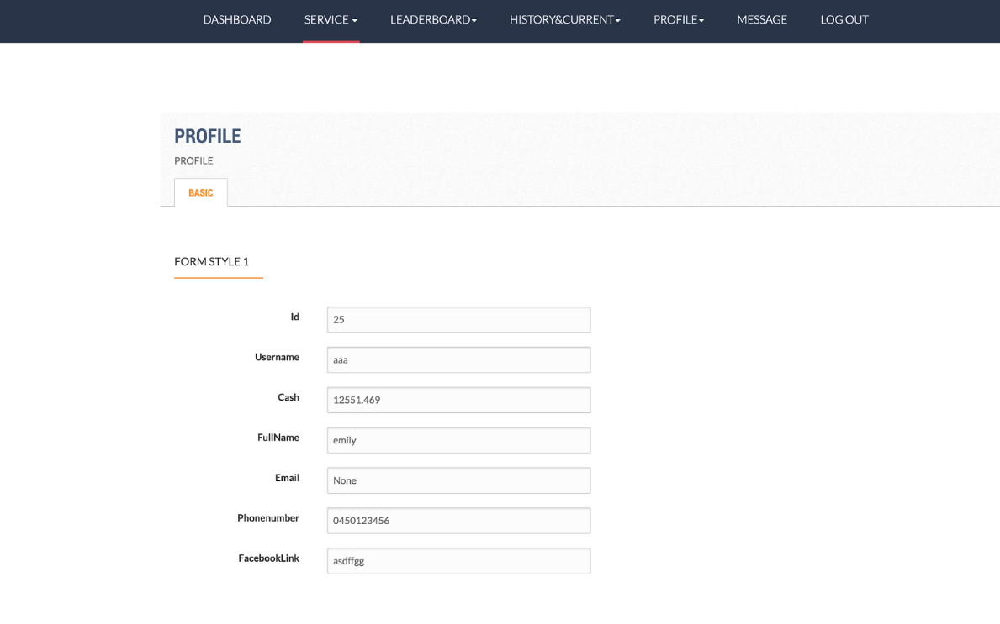 DASHBOARD SERVICE LEADERBOARD HISTORY&CURRENT PROFILE MESSAGE LOG OUT
PROFILE
PROFILE
BASIC
FORM STYLE 1
Id 25
Username aaa
Cash 12551.469
FullName emily
Email None
Phonenumber 0450123456
FacebookLink asdffgg